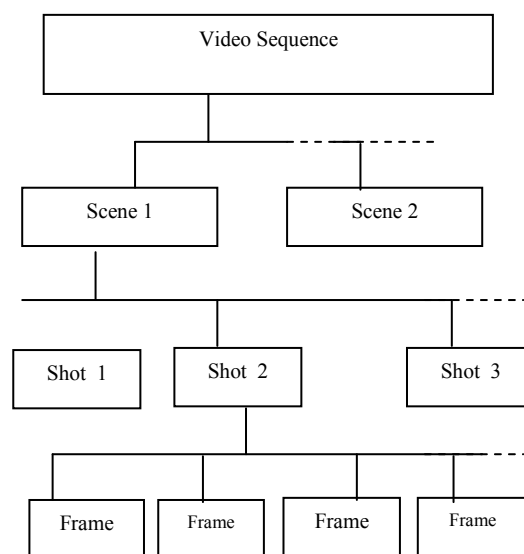 Video Sequence
Scene 1
Scene 2
Shot 1
Shot 2
Shot 3
Frame
Frame
Frame
Frame